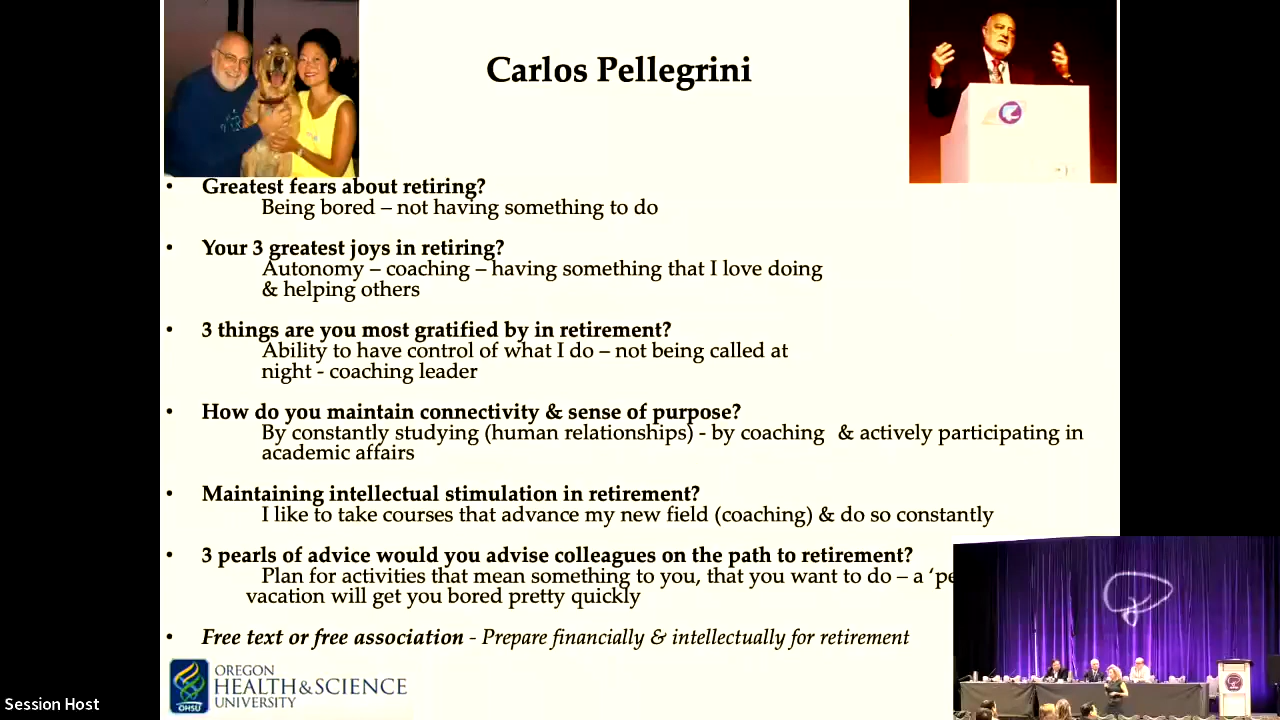 Carlos Pellegrini
• Greatest fears about retiring?
Being bored – not having something to do
• Your 3 greatest joys in retiring?
Autonomy – coaching – having something that I love doing
& helping others
• 3 things are you most gratified by in retirement?
Ability to have control of what I do – not being called at
night - coaching leader
• How do you maintain connectivity & sense of purpose?
By constantly studying (human relationships) - by coaching & actively participating in
academic affairs
• Maintaining intellectual stimulation in retirement?
I like to take courses that advance my new field (coaching) & do so constantly
• 3 pearls of advice would you advise colleagues on the path to retirement?
Plan for activities that mean something to you, that you want to do – a ‘pe
vacation will get you bored pretty quickly
• Free text or free association - Prepare financially & intellectually for retirement
OHSU
OREGON
HEALTH&SCIENCE
UNIVERSITY
Session Host